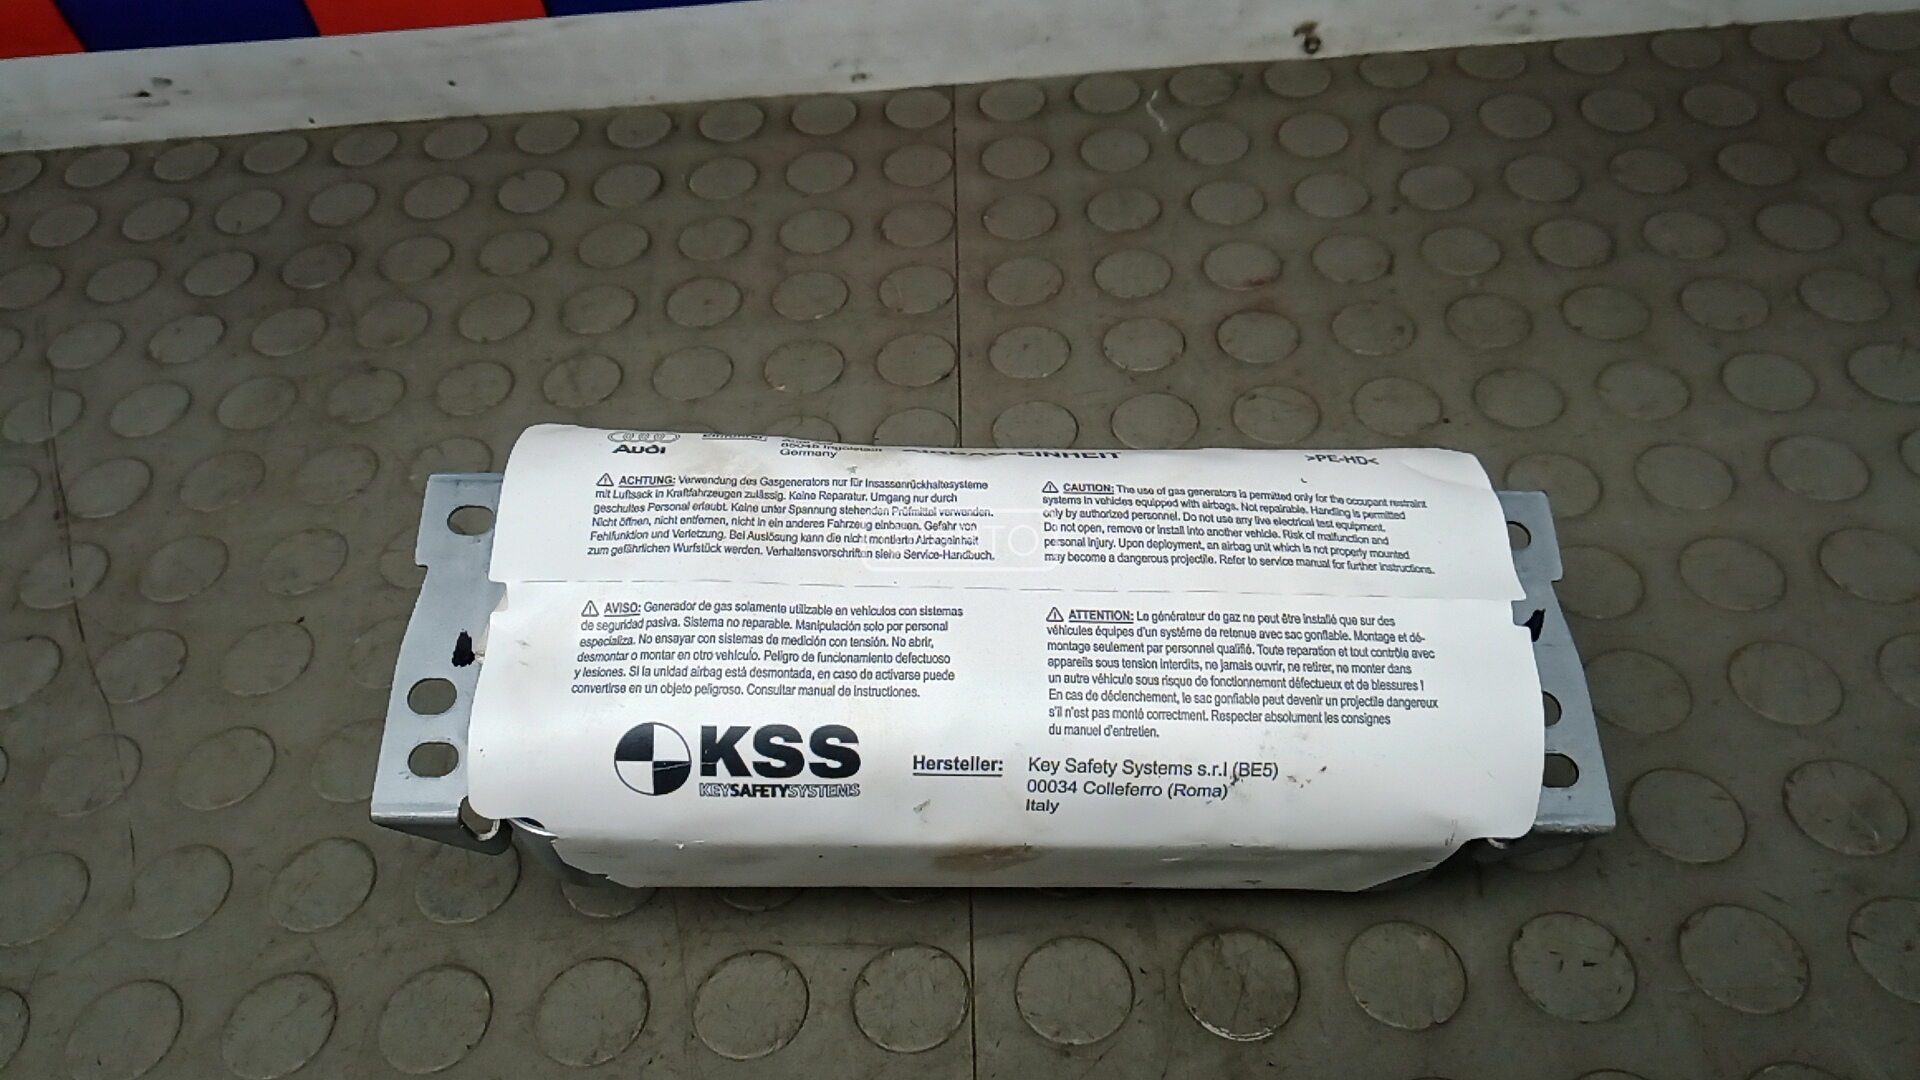 Audi
Germany
>PE-HD<
ACHTUNG: Verwendung des Gasgenerators nur für Insassenrückhaltesysteme
mit Luftsack in Kraftfahrzeugen zulässig. Keine Reparatur. Umgang nur durch
geschultes Personal erlaubt. Keine unter Spannung stehenden Prüfmittel verwenden.
Nicht öffnen, nicht entfernen, nicht in ein anderes Fahrzeug einbauen. Gefahr von
Fehlfunktion und Verletzung. Bei Auslösung kann die nicht montierte Airbageinheit
zum gefährlichen Wurfstück werden. Verhaltensvorschriften siehe Service-Handbuch.
CAUTION: The use of gas generators is permitted only for the occupant restraint
systems in vehicles equipped with airbags. Not repairable. Handling is permitted
only by authorized personnel. Do not use any live electrical test equipment.
Do not open, remove or install into another vehicle. Risk of malfunction and
personal injury. Upon deployment, an airbag unit which is not properly mounted
may become a dangerous projectile. Refer to service manual for further instructions.
AVISO: Generador de gas solamente utilizable en vehículos con sistemas
de seguridad pasiva. Sistema no reparable. Manipulación solo por personal
especializa. No ensayar con sistemas de medición con tensión. No abrir,
desmontar o montar en otro vehículo. Peligro de funcionamiento defectuoso
y lesiones. Si la unidad airbag está desmontada, en caso de activarse puede
convertirse en un objeto peligroso. Consultar manual de instructiones.
ATTENTION: Le générateur de gaz ne peut être installé que sur des
véhicules équipes d'un système de retenue avec sac gonflable. Montage et dé-
montage seulement par personnel qualifié. Toute reparation et tout contrôle avec
appareils sous tension interdits, ne jamais ouvrir, ne retirer, ne monter dans
un autre véhicule sous risque de fonctionnement défectueux et de blessures !
En cas de déclenchement, le sac gonflable peut devenir un projectile dangereux
s'il n'est pas monté correctment. Respecter absolument les consignes
du manuel d'entretien.
KSS
KEYSAFETYSYSTEMS
Hersteller:
Key Safety Systems s.r.l (BE5)
00034 Colleferro (Roma)
Italy